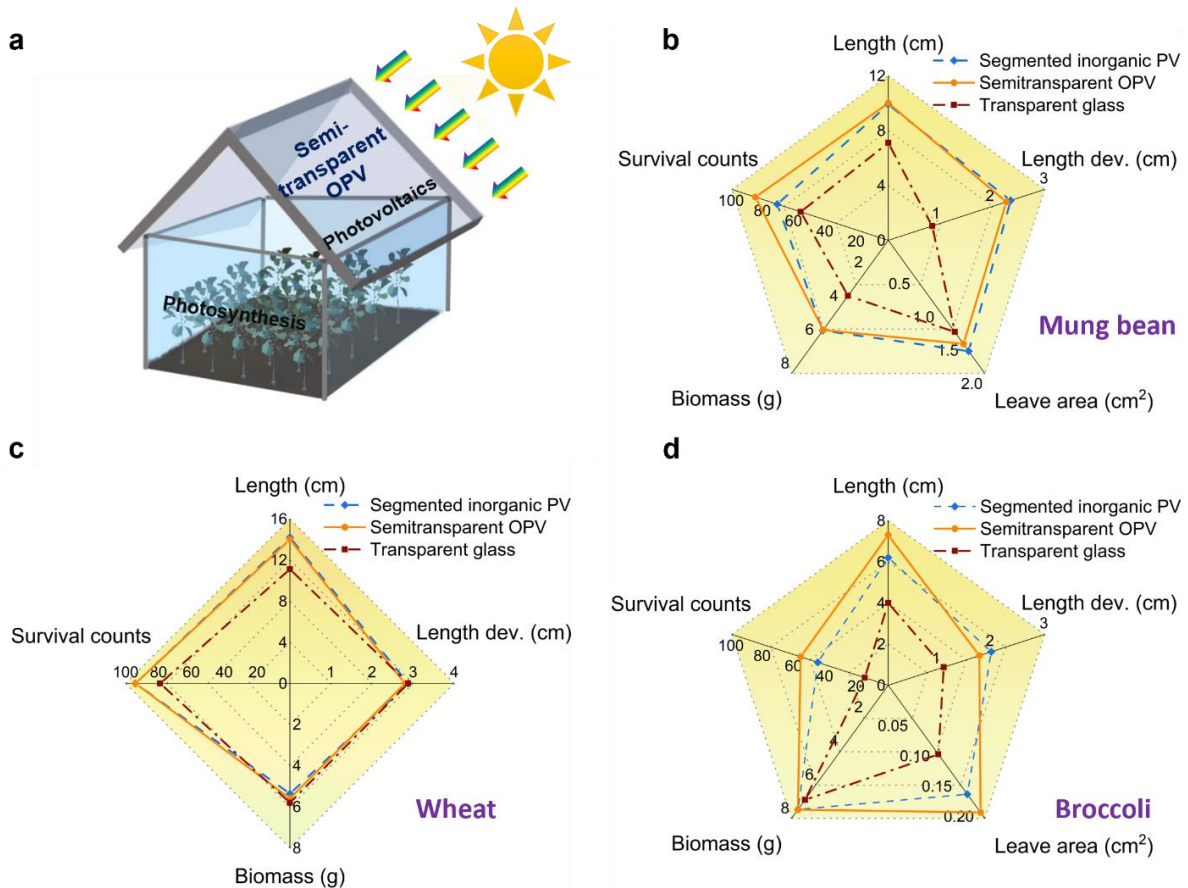 a
Semi-
transparent
OPV
Photovoltaics
Photosynthesis
b
Length (cm)
Segmented inorganic PV
Semitransparent OPV
Transparent glass
12
8
4
0
Length dev. (cm)
3
2
1
Survival counts
100 80 60 40 20
2
4
6
8
0.5
1.0
1.5
2.0
Biomass (g)
Leave area (cm²)
Mung bean
c
Length (cm)
Segmented inorganic PV
Semitransparent OPV
Transparent glass
16
12
8
4
0
Survival counts
Length dev. (cm)
100 80 60 40 20
1 2 3 4
2
4
6
8
Biomass (g)
Wheat
d
Length (cm)
Segmented inorganic PV
Semitransparent OPV
Transparent glass
8
6
4
2
0
Length dev. (cm)
3
2
1
Survival counts
100 80 60 40 20
2
4
6
8
0.05
0.10
0.15
0.20
Biomass (g)
Leave area (cm²)
Broccoli